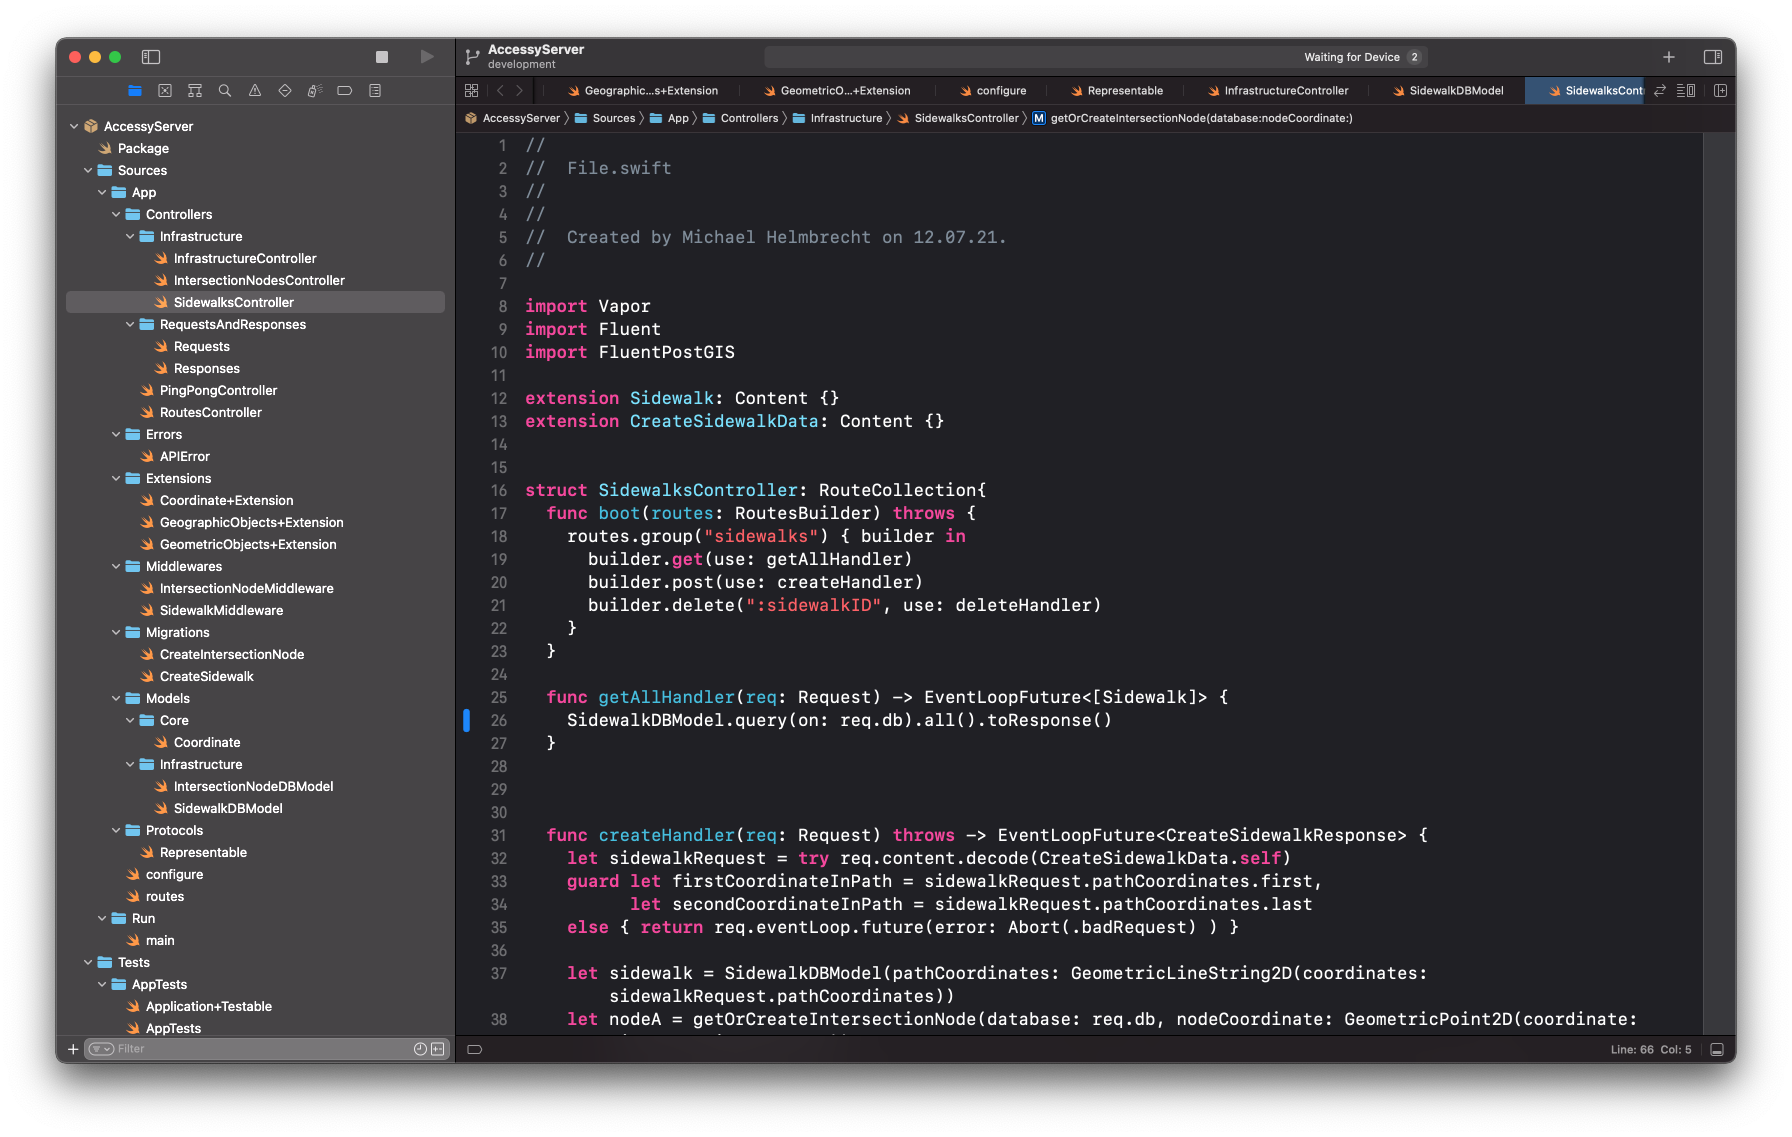 AccessyServer
development
Waiting for Device 2
Geographic...s+Extension
GeometricO...+Extension
configure
Representable
InfrastructureController
SidewalkDBModel
SidewalksCont
AccessyServer
Sources
App
Controllers
Infrastructure
SidewalksController
M getOrCreateIntersectionNode(database:nodeCoordinate:)
AccessyServer
Package
Sources
App
Controllers
Infrastructure
InfrastructureController
IntersectionNodesController
SidewalksController
RequestsAndResponses
Requests
Responses
PingPongController
RoutesController
Errors
APIError
Extensions
Coordinate+Extension
GeographicObjects+Extension
GeometricObjects+Extension
Middlewares
IntersectionNodeMiddleware
SidewalkMiddleware
Migrations
CreateIntersectionNode
CreateSidewalk
Models
Core
Coordinate
Infrastructure
IntersectionNodeDBModel
SidewalkDBModel
Protocols
Representable
configure
routes
Run
main
Tests
AppTests
Application+Testable
AppTests
Filter
1 //
2 //  File.swift
3 //
4 //
5 //  Created by Michael Helmbrecht on 12.07.21.
6 //
7
8 import Vapor
9 import Fluent
10 import FluentPostGIS
11
12 extension Sidewalk: Content {}
13 extension CreateSidewalkData: Content {}
14
15
16 struct SidewalksController: RouteCollection{
17   func boot(routes: RoutesBuilder) throws {
18     routes.group("sidewalks") { builder in
19       builder.get(use: getAllHandler)
20       builder.post(use: createHandler)
21       builder.delete(":sidewalkID", use: deleteHandler)
22     }
23   }
24
25   func getAllHandler(req: Request) -> EventLoopFuture<[Sidewalk]> {
26     SidewalkDBModel.query(on: req.db).all().toResponse()
27   }
28
29
30
31   func createHandler(req: Request) throws -> EventLoopFuture<CreateSidewalkResponse> {
32     let sidewalkRequest = try req.content.decode(CreateSidewalkData.self)
33     guard let firstCoordinateInPath = sidewalkRequest.pathCoordinates.first,
34           let secondCoordinateInPath = sidewalkRequest.pathCoordinates.last
35     else { return req.eventLoop.future(error: Abort(.badRequest) ) }
36
37     let sidewalk = SidewalkDBModel(pathCoordinates: GeometricLineString2D(coordinates:
sidewalkRequest.pathCoordinates))
38     let nodeA = getOrCreateIntersectionNode(database: req.db, nodeCoordinate: GeometricPoint2D(coordinate:
Line: 66 Col: 5